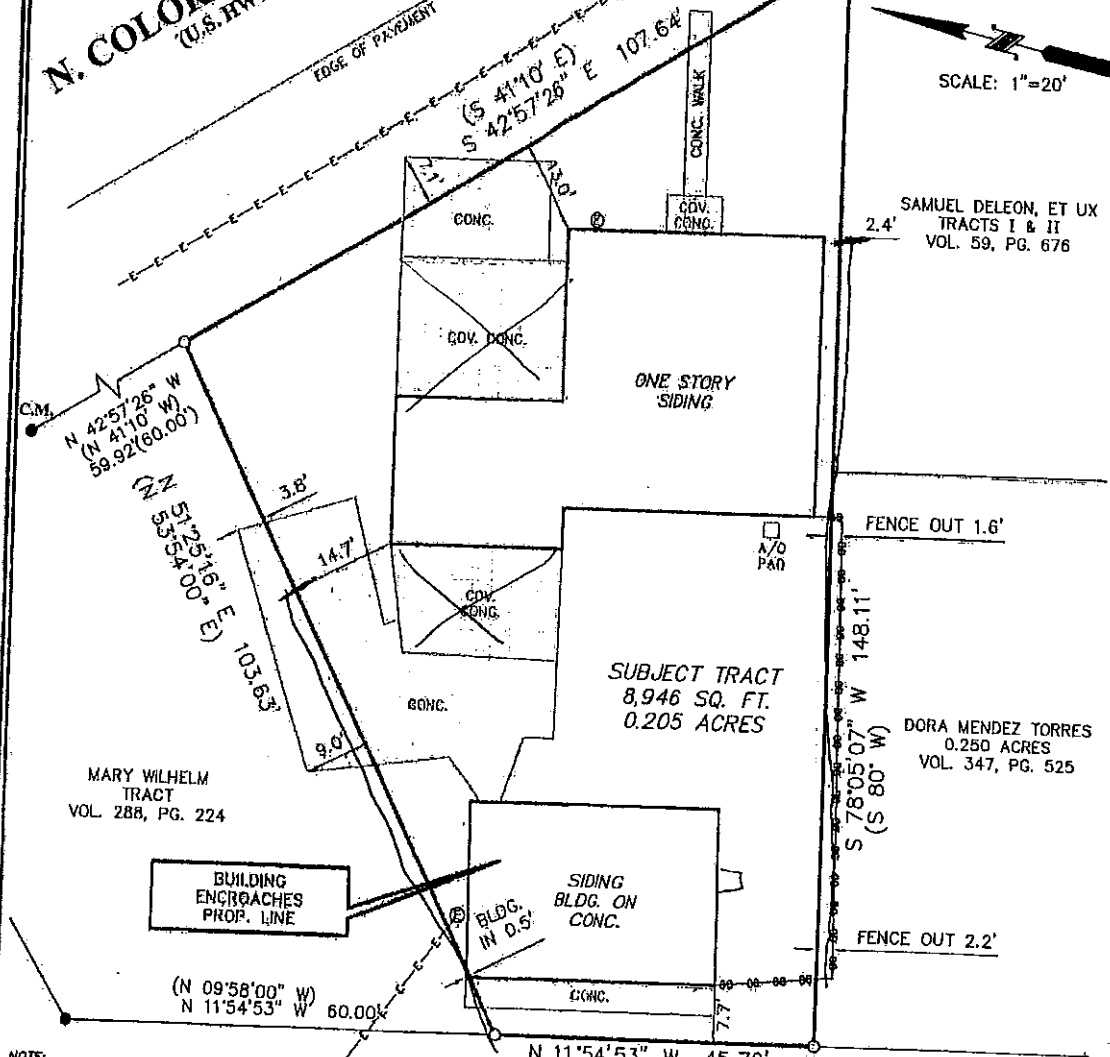 N. COLOR
(U.S. HW
EDGE OF PAVEMENT
(S 41°10' E)
S 42°57'26" E 107.64'
CONC. WALK
SCALE: 1"=20'
7.1'
13.0'
CONC.
COV.
CONC.
2.4'
SAMUEL DELEON, ET UX
TRACTS I & II
VOL. 59, PG. 676
COV. CONC.
ONE STORY
SIDING
C.M.
N 42°57'26" W
(N 41°10' W)
59.92'(60.00')
N 51°25'16" E 103.63'
(N 53°54'00" E)
3.8'
14.7'
A/C
PAD
FENCE OUT 1.6'
COV.
CONC.
SUBJECT TRACT
8,946 SQ. FT.
0.205 ACRES
S 78°05'07" W 148.11'
(S 80° W)
CONC.
9.0'
DORA MENDEZ TORRES
0.250 ACRES
VOL. 347, PG. 525
MARY WILHELM
TRACT
VOL. 288, PG. 224
BUILDING
ENCROACHES
PROP. LINE
SIDING
BLDG. ON
CONC.
BLDG.
IN 0.5'
FENCE OUT 2.2'
(N 09°58'00" W)
N 11°54'53" W 60.00'
CONC.
7.7'
NOTE:
N 11°54'53" W